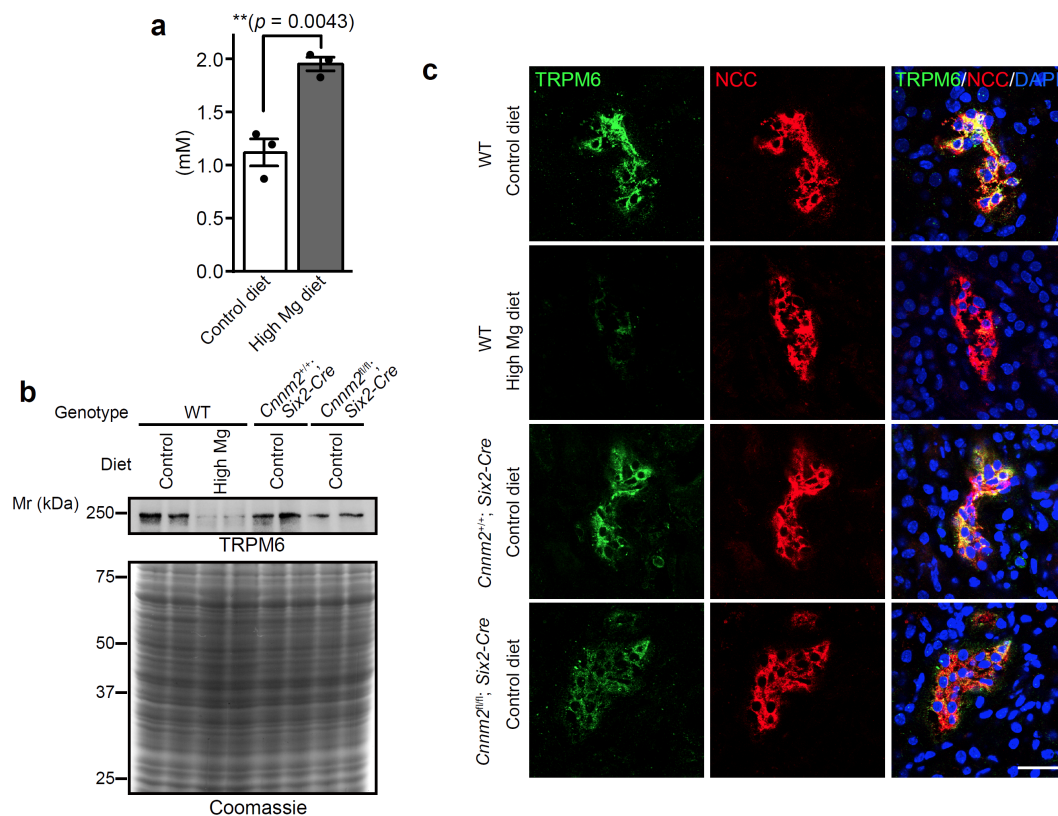 a
**(p = 0.0043)
2.0
1.5
1.0
0.5
0.0
(mM)
Control diet
High Mg diet
b
Genotype
WT
Cnnm2+/+;
Six2-Cre
Cnnm2fl/fl;
Six2-Cre
Diet
Control
High Mg
Control
Control
Mr (kDa)
250
TRPM6
75
50
37
25
Coomassie
c
TRPM6
NCC
TRPM6/NCC/DAPI
WT
Control diet
WT
High Mg diet
Cnnm2+/+; Six2-Cre
Control diet
Cnnm2fl/fl; Six2-Cre
Control diet